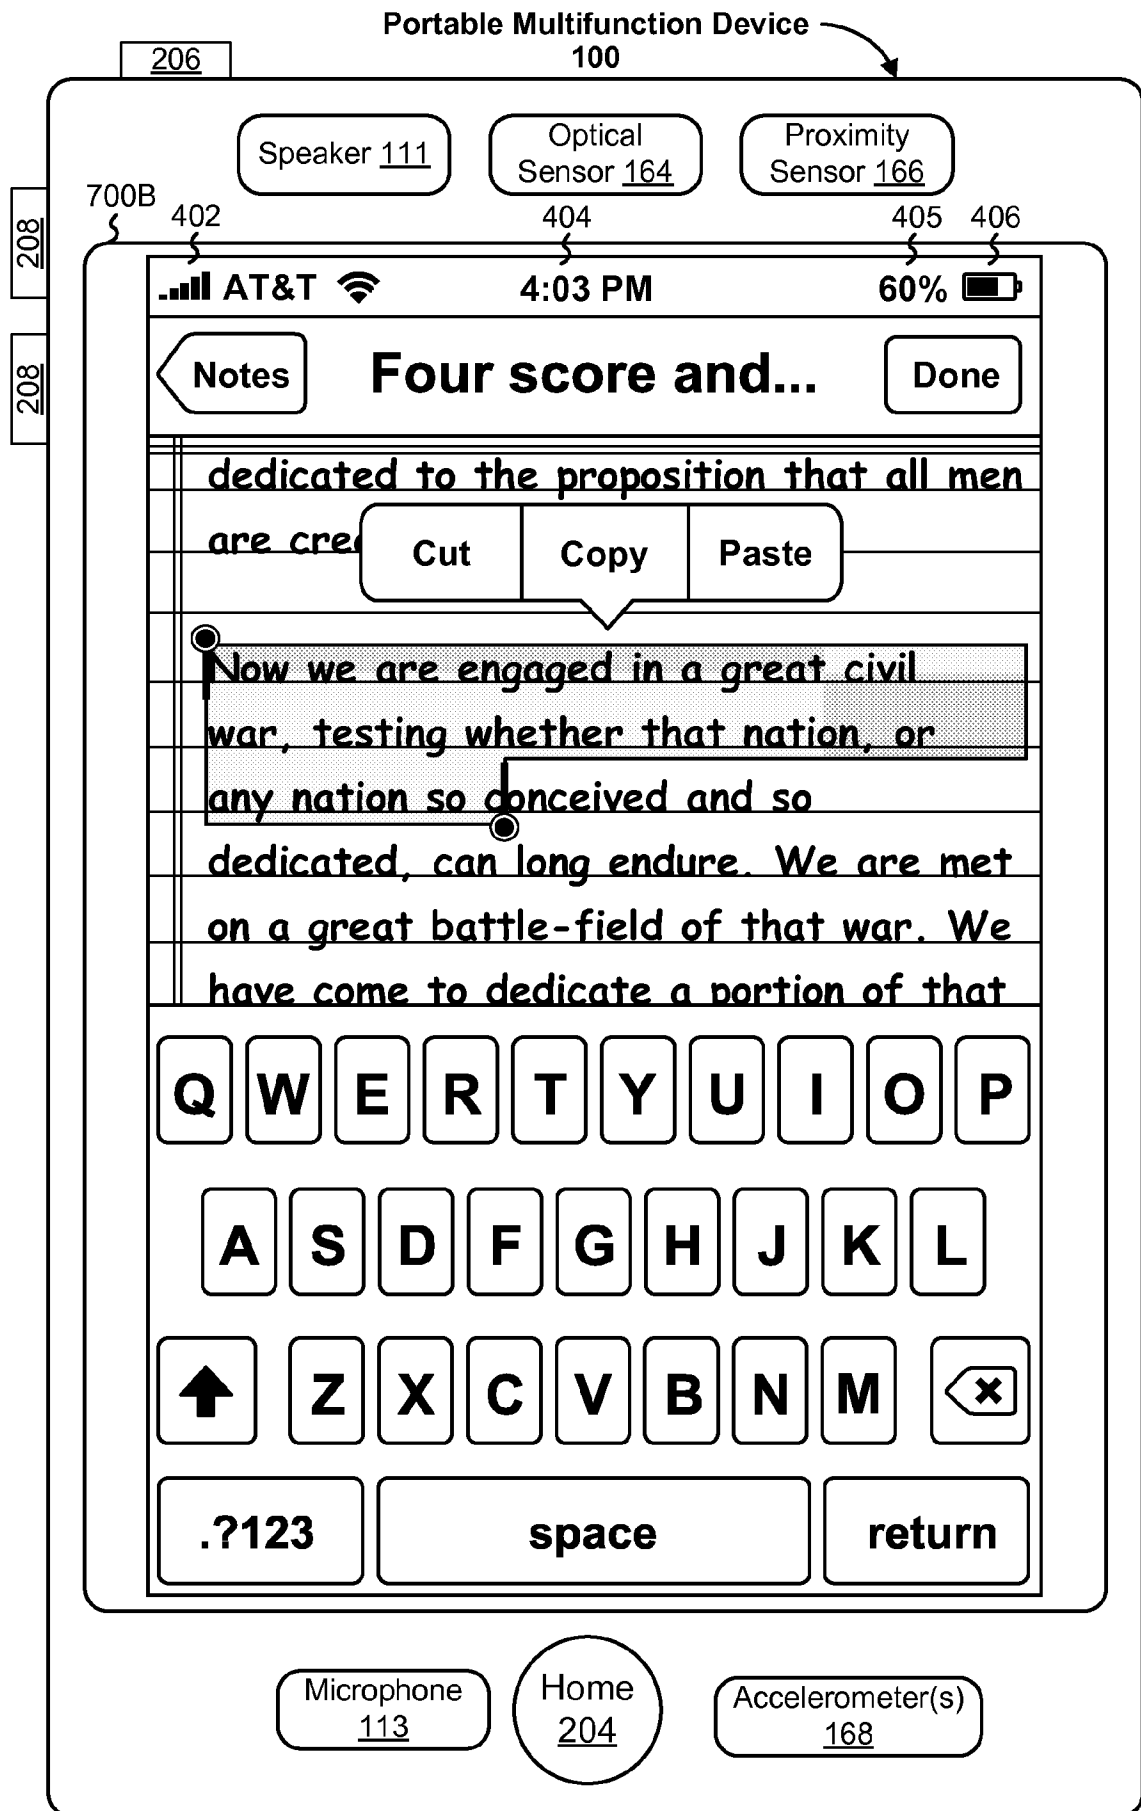 Portable Multifunction Device
100
206
Speaker 111
Optical
Sensor 164
Proximity
Sensor 166
208
208
700B
402
404
405
406
AT&T
4:03 PM
60%
Notes
Four score and...
Done
dedicated to the proposition that all men
are crea
Cut
Copy
Paste
Now we are engaged in a great civil
war, testing whether that nation, or
any nation so conceived and so
dedicated, can long endure. We are met
on a great battle-field of that war. We
have come to dedicate a portion of that
Q W E R T Y U I O P
A S D F G H J K L
Z X C V B N M
.?123
space
return
Microphone
113
Home
204
Accelerometer(s)
168